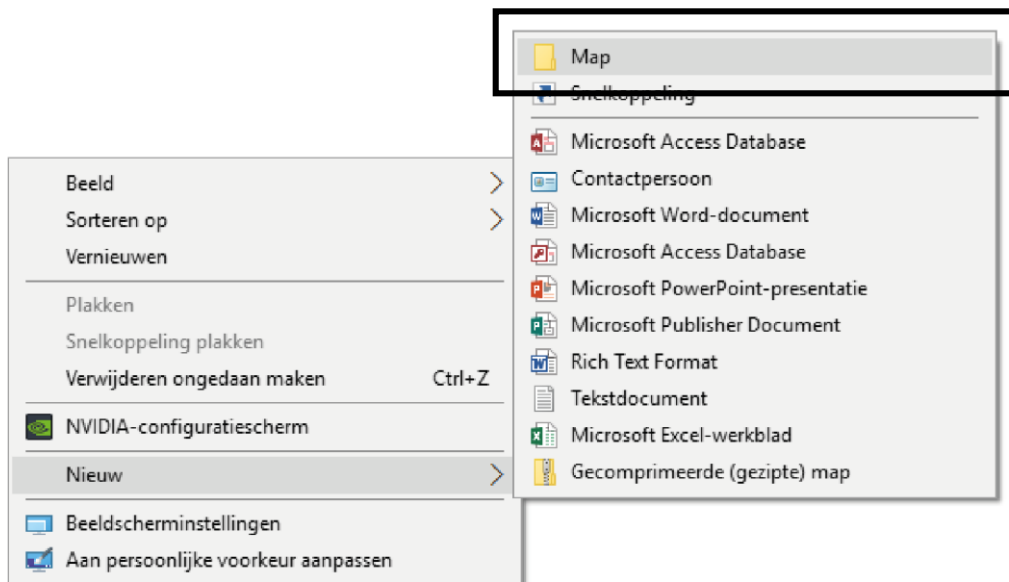 Map
Snelkoppeling
Microsoft Access Database
Contactpersoon
Microsoft Word-document
Microsoft Access Database
Microsoft PowerPoint-presentatie
Microsoft Publisher Document
Rich Text Format
Tekstdocument
Microsoft Excel-werkblad
Gecomprimeerde (gezipte) map
Beeld
Sorteren op
Vernieuwen
Plakken
Snelkoppeling plakken
Verwijderen ongedaan maken Ctrl+Z
NVIDIA-configuratiescherm
Nieuw
Beeldscherminstellingen
Aan persoonlijke voorkeur aanpassen